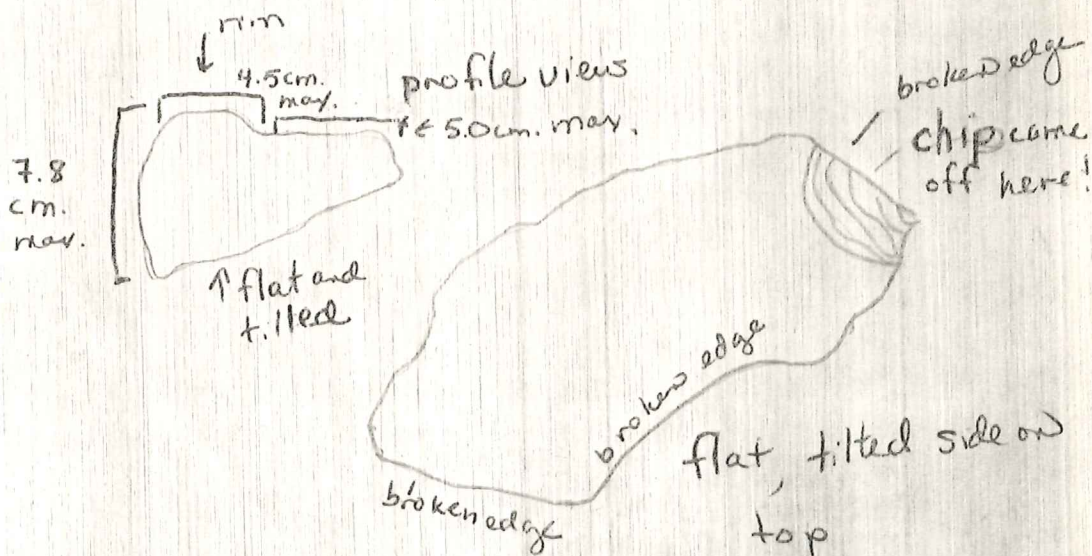 rim
↓
4.5cm.
max.
profile views
5.0cm. max.
7.8
cm.
max.
↑ flat and
tilted
broken edge
chip came
off here!
broken edge
broken edge
flat, tilted side on
top